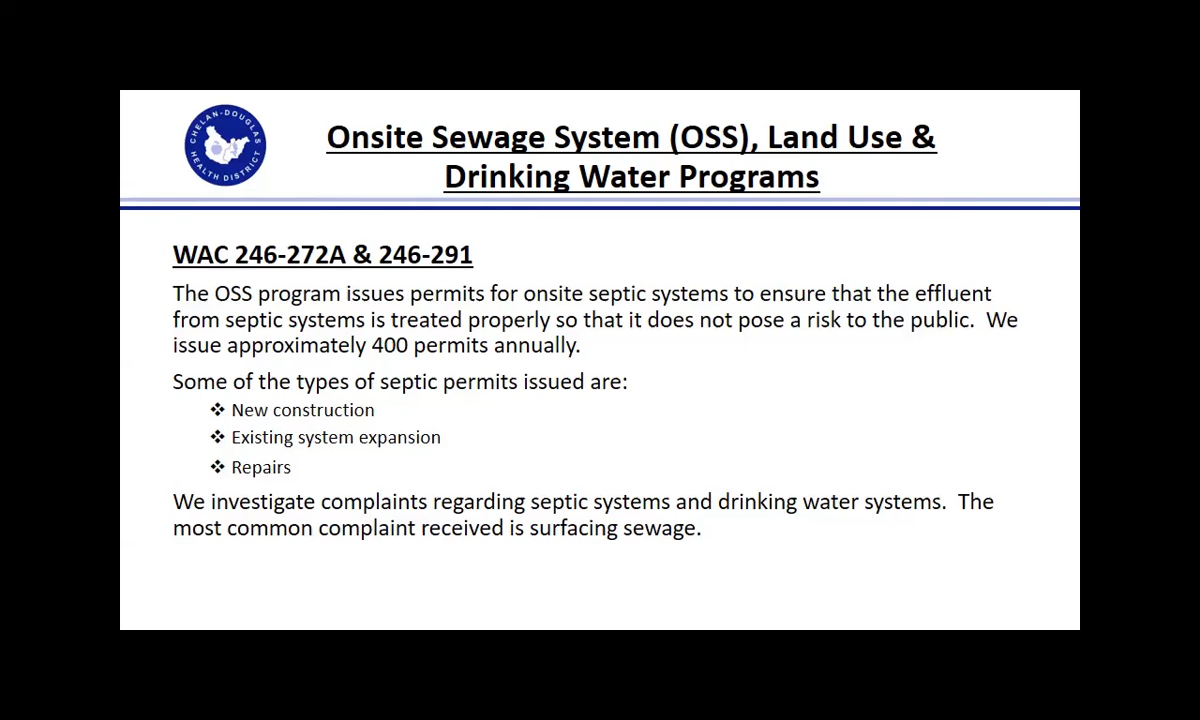 CHELAN-DOUGLAS
HEALTH DISTRICT
Onsite Sewage System (OSS), Land Use &
Drinking Water Programs
WAC 246-272A & 246-291
The OSS program issues permits for onsite septic systems to ensure that the effluent
from septic systems is treated properly so that it does not pose a risk to the public.  We
issue approximately 400 permits annually.
Some of the types of septic permits issued are:
❖ New construction
❖ Existing system expansion
❖ Repairs
We investigate complaints regarding septic systems and drinking water systems.  The
most common complaint received is surfacing sewage.